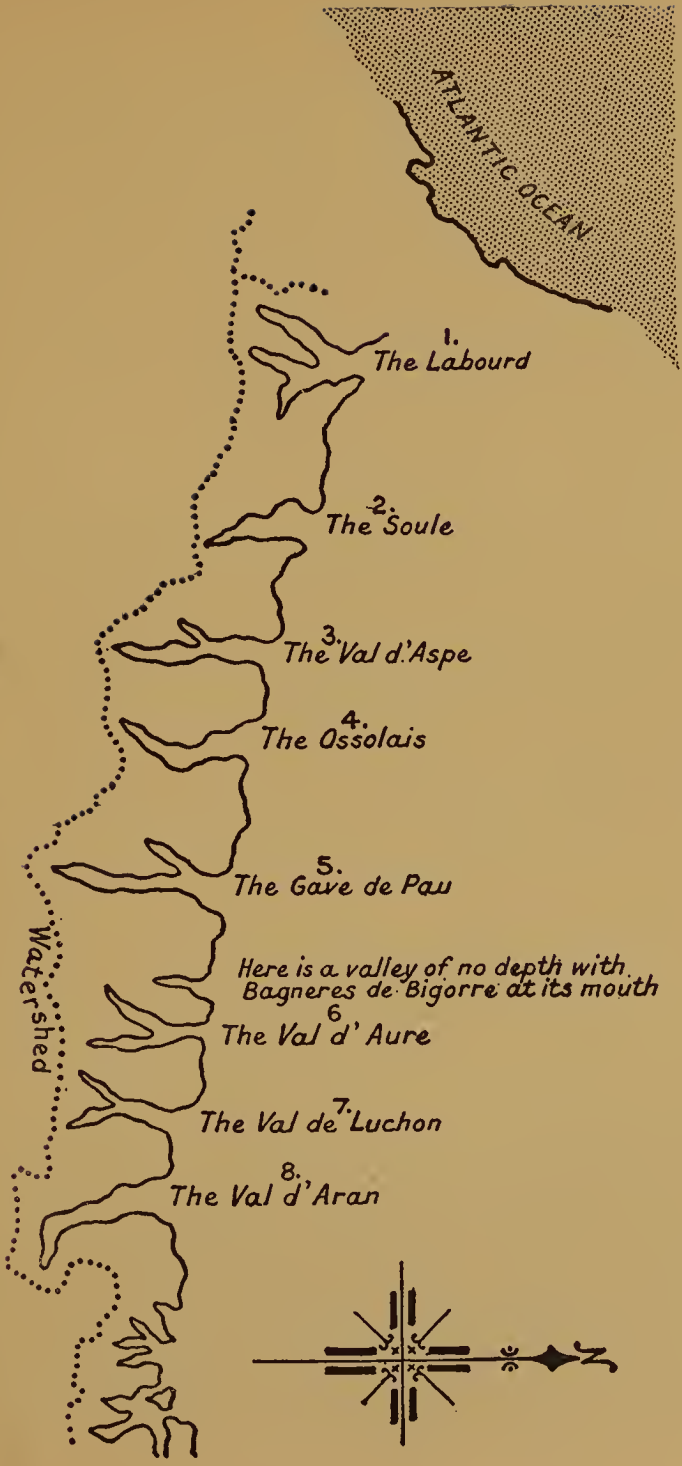 ATLANTIC OCEAN
1.
The Labourd
2.
The Soule
3.
The Val d'Aspe
4.
The Ossolais
5.
The Gave de Pau
Watershed
Here is a valley of no depth with
Bagneres de Bigorre at its mouth
6
The Val d' Aure
7.
The Val de Luchon
8.
The Val d'Aran
N